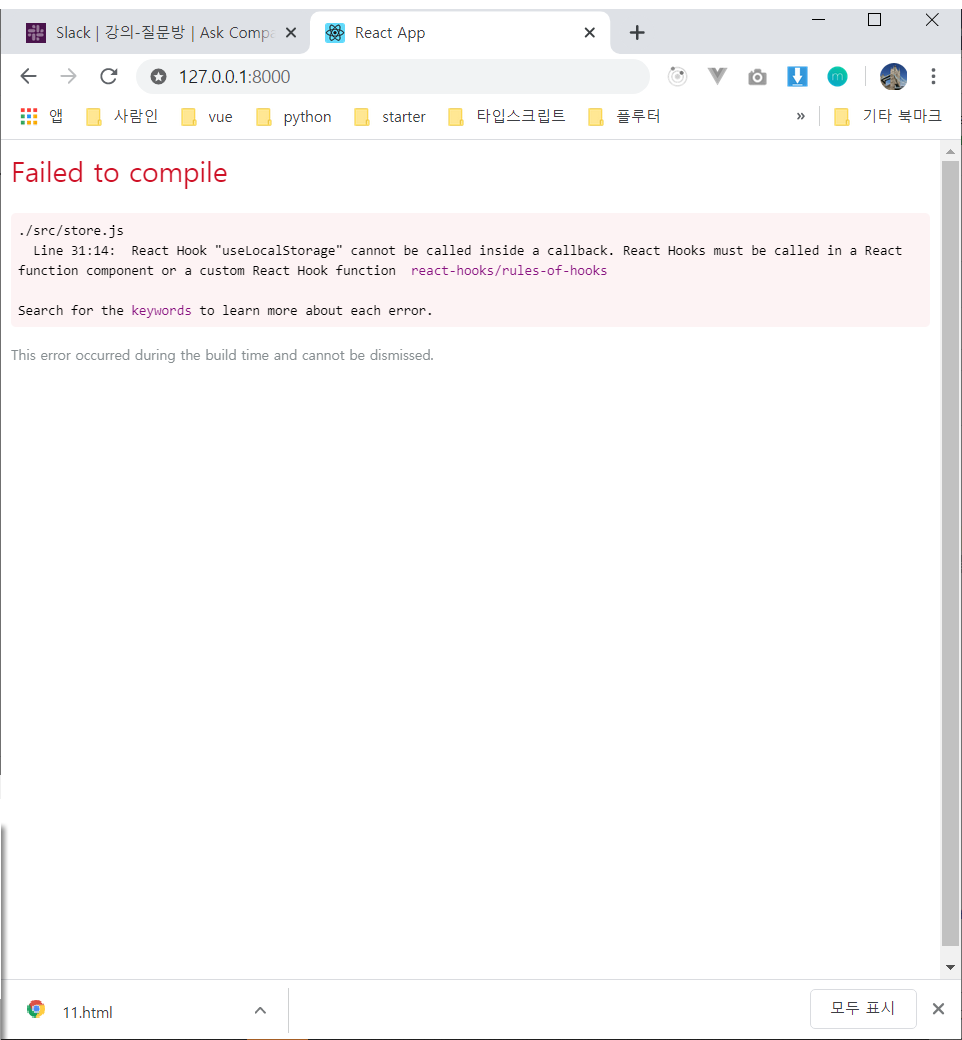 Slack | 강의-질문방 | Ask Compa
React App
127.0.0.1:8000
m
앱 사람인 vue python starter 타입스크립트 플루터 » 기타 북마크
Failed to compile
./src/store.js
Line 31:14: React Hook "useLocalStorage" cannot be called inside a callback. React Hooks must be called in a React
function component or a custom React Hook function react-hooks/rules-of-hooks
Search for the keywords to learn more about each error.
This error occurred during the build time and cannot be dismissed.
11.html
모두 표시